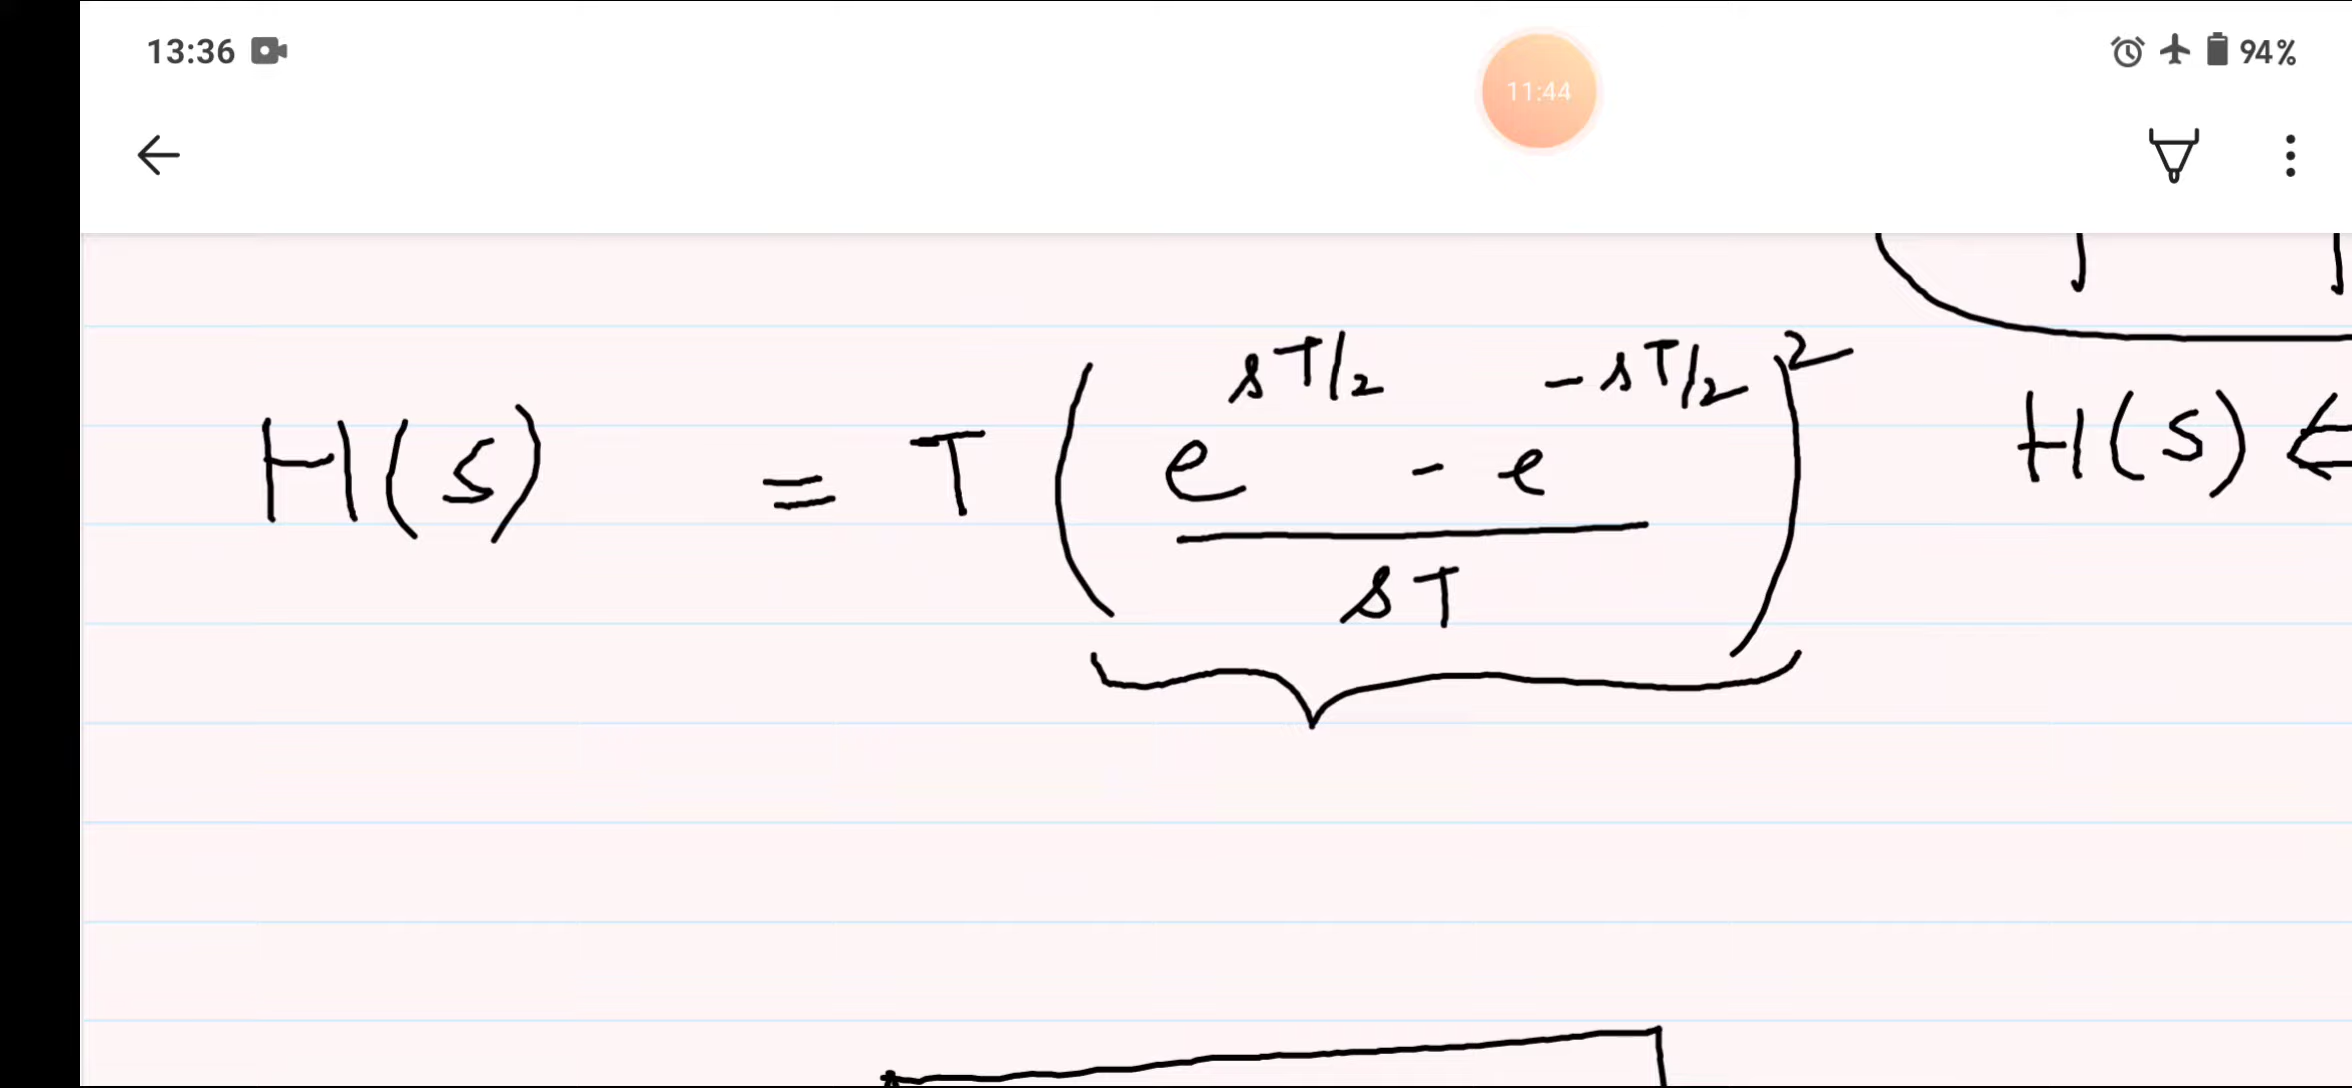 13:36
11:44
94%
H(s) = T ( (e^{sT/2} - e^{-sT/2}) / sT )^2
H(s) ⇐